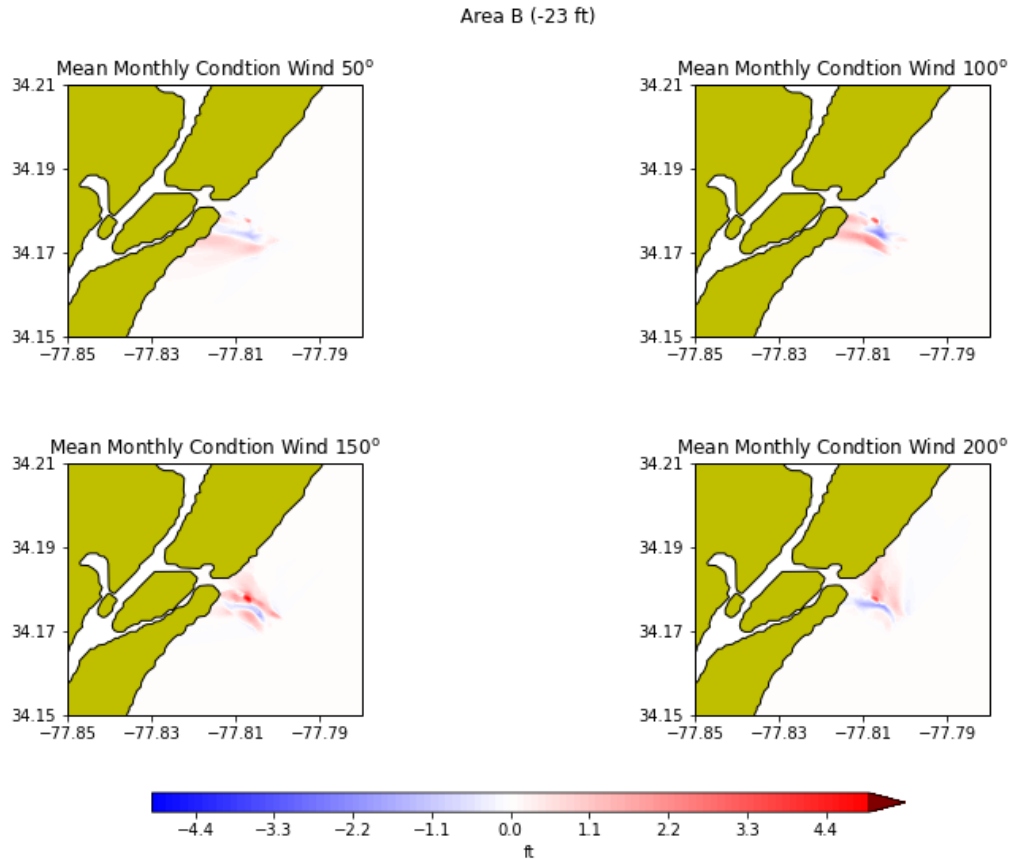 Area B (-23 ft)
Mean Monthly Condtion Wind 50°
34.21
34.19
34.17
34.15
−77.85 −77.83 −77.81 −77.79
Mean Monthly Condtion Wind 100°
34.21
34.19
34.17
34.15
−77.85 −77.83 −77.81 −77.79
Mean Monthly Condtion Wind 150°
34.21
34.19
34.17
34.15
−77.85 −77.83 −77.81 −77.79
Mean Monthly Condtion Wind 200°
34.21
34.19
34.17
34.15
−77.85 −77.83 −77.81 −77.79
−4.4 −3.3 −2.2 −1.1 0.0 1.1 2.2 3.3 4.4
ft